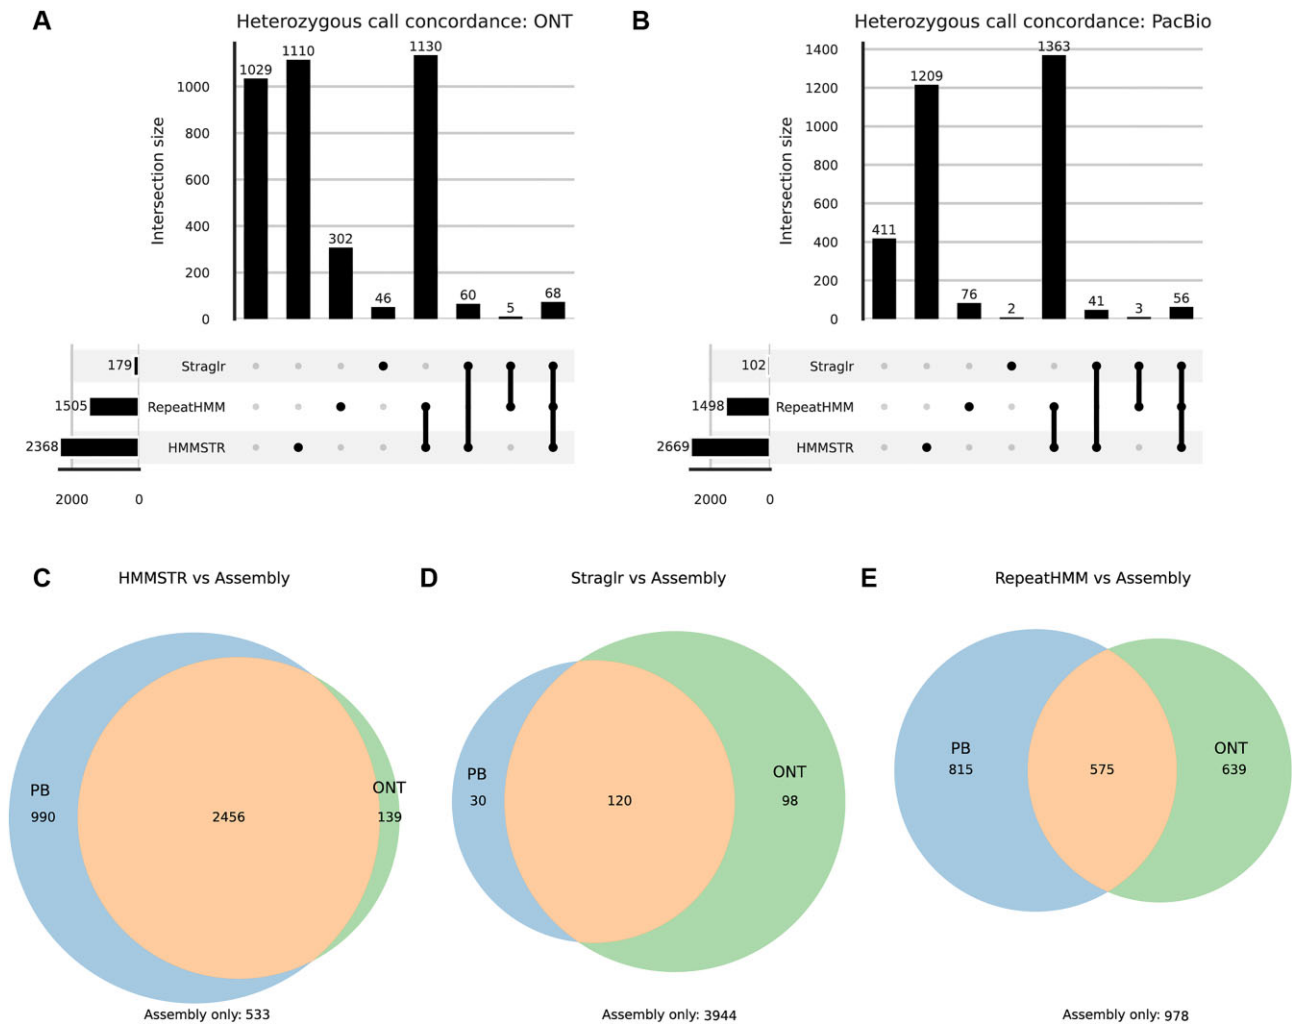 A
Heterozygous call concordance: ONT
Intersection size
1000
800
600
400
200
0
1029
1110
302
46
1130
60
5
68
179
Straglr
1505
RepeatHMM
2368
HMMSTR
2000
0
B
Heterozygous call concordance: PacBio
Intersection size
1400
1200
1000
800
600
400
200
0
411
1209
76
2
1363
41
3
56
102
Straglr
1498
RepeatHMM
2669
HMMSTR
2000
0
C
HMMSTR vs Assembly
PB
990
2456
ONT
139
Assembly only: 533
D
Straglr vs Assembly
PB
30
120
ONT
98
Assembly only: 3944
E
RepeatHMM vs Assembly
PB
815
575
ONT
639
Assembly only: 978